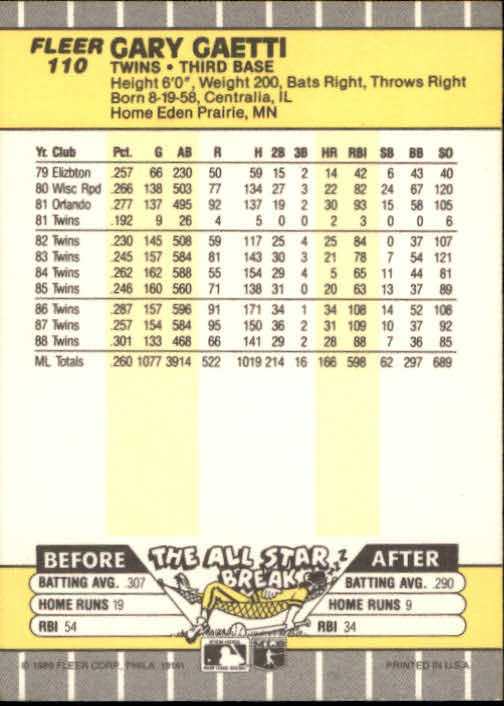 FLEER GARY GAETTI
110 TWINS • THIRD BASE
Height 6'0", Weight 200, Bats Right, Throws Right
Born 8-19-58, Centralia, IL
Home Eden Prairie, MN
Yr. Club Pct. G AB R H 2B 3B HR RBI SB BB SO
79 Elizbton .257 66 230 50 59 15 2 14 42 6 43 40
80 Wisc Rpd .266 138 503 77 134 27 3 22 82 24 67 120
81 Orlando .277 137 495 92 137 19 2 30 93 15 58 105
81 Twins .192 9 26 4 5 0 0 2 3 0 0 6
82 Twins .230 145 508 59 117 25 4 25 84 0 37 107
83 Twins .245 157 584 81 143 30 3 21 78 7 54 121
84 Twins .262 162 588 55 154 29 4 5 65 11 44 81
85 Twins .246 160 560 71 138 31 0 20 63 13 37 89
86 Twins .287 157 596 91 171 34 1 34 108 14 52 108
87 Twins .257 154 584 95 150 36 2 31 109 10 37 92
88 Twins .301 133 468 66 141 29 2 28 88 7 36 85
ML Totals .260 1077 3914 522 1019 214 16 166 598 62 297 689
BEFORE THE ALL STAR BREAK AFTER
BATTING AVG. .307 BATTING AVG. .290
HOME RUNS 19 HOME RUNS 9
RBI 54 RBI 34
© 1989 FLEER CORP., PHILA. 19141 PRINTED IN U.S.A.